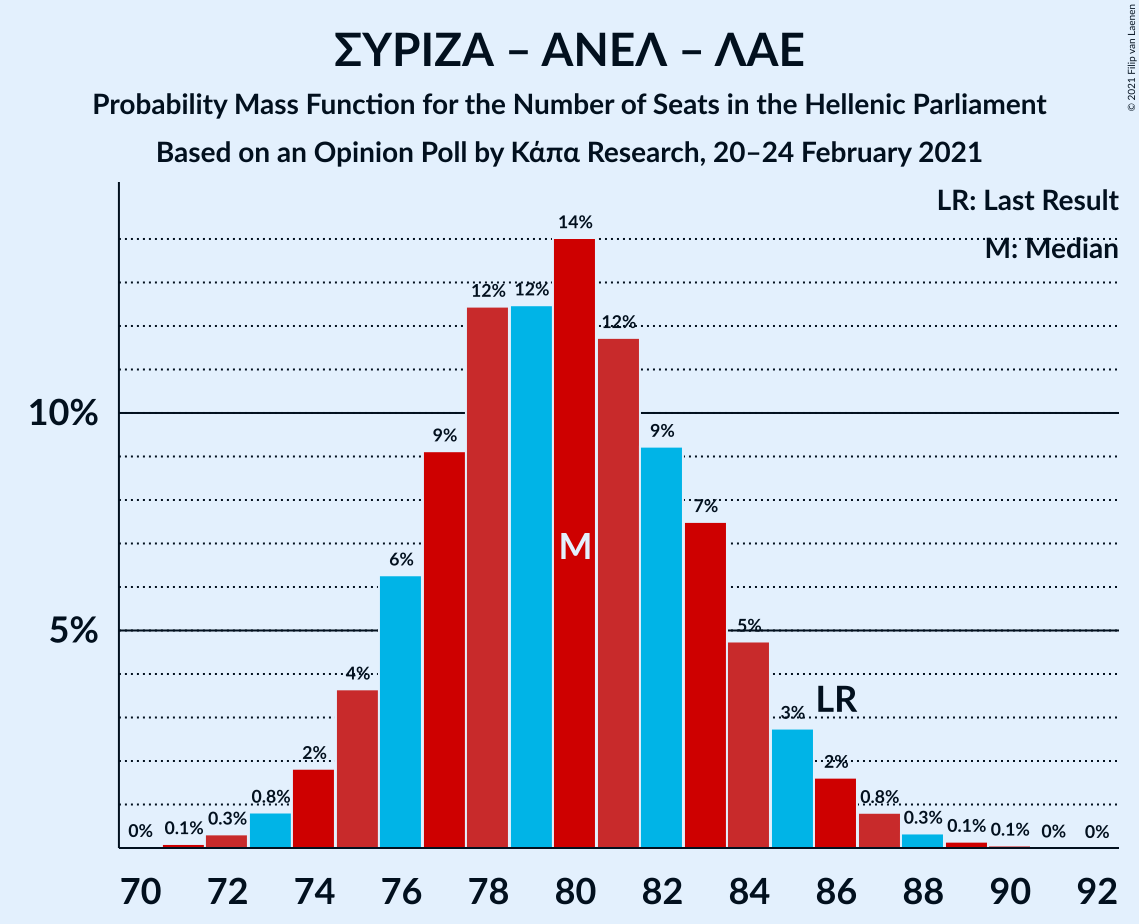 ΣΥΡΙΖΑ – ΑΝΕΛ – ΛΑΕ
Probability Mass Function for the Number of Seats in the Hellenic Parliament
Based on an Opinion Poll by Κάπα Research, 20–24 February 2021
© 2021 Filip van Laenen
LR: Last Result
M: Median
14%
12% 12%
12%
10%
9% 9%
7%
M
6%
5%
5%
4%
LR
3%
2% 2%
0.8% 0.8%
0% 0.1% 0.3% 0.3% 0.1% 0.1% 0% 0%
70 72 74 76 78 80 82 84 86 88 90 92